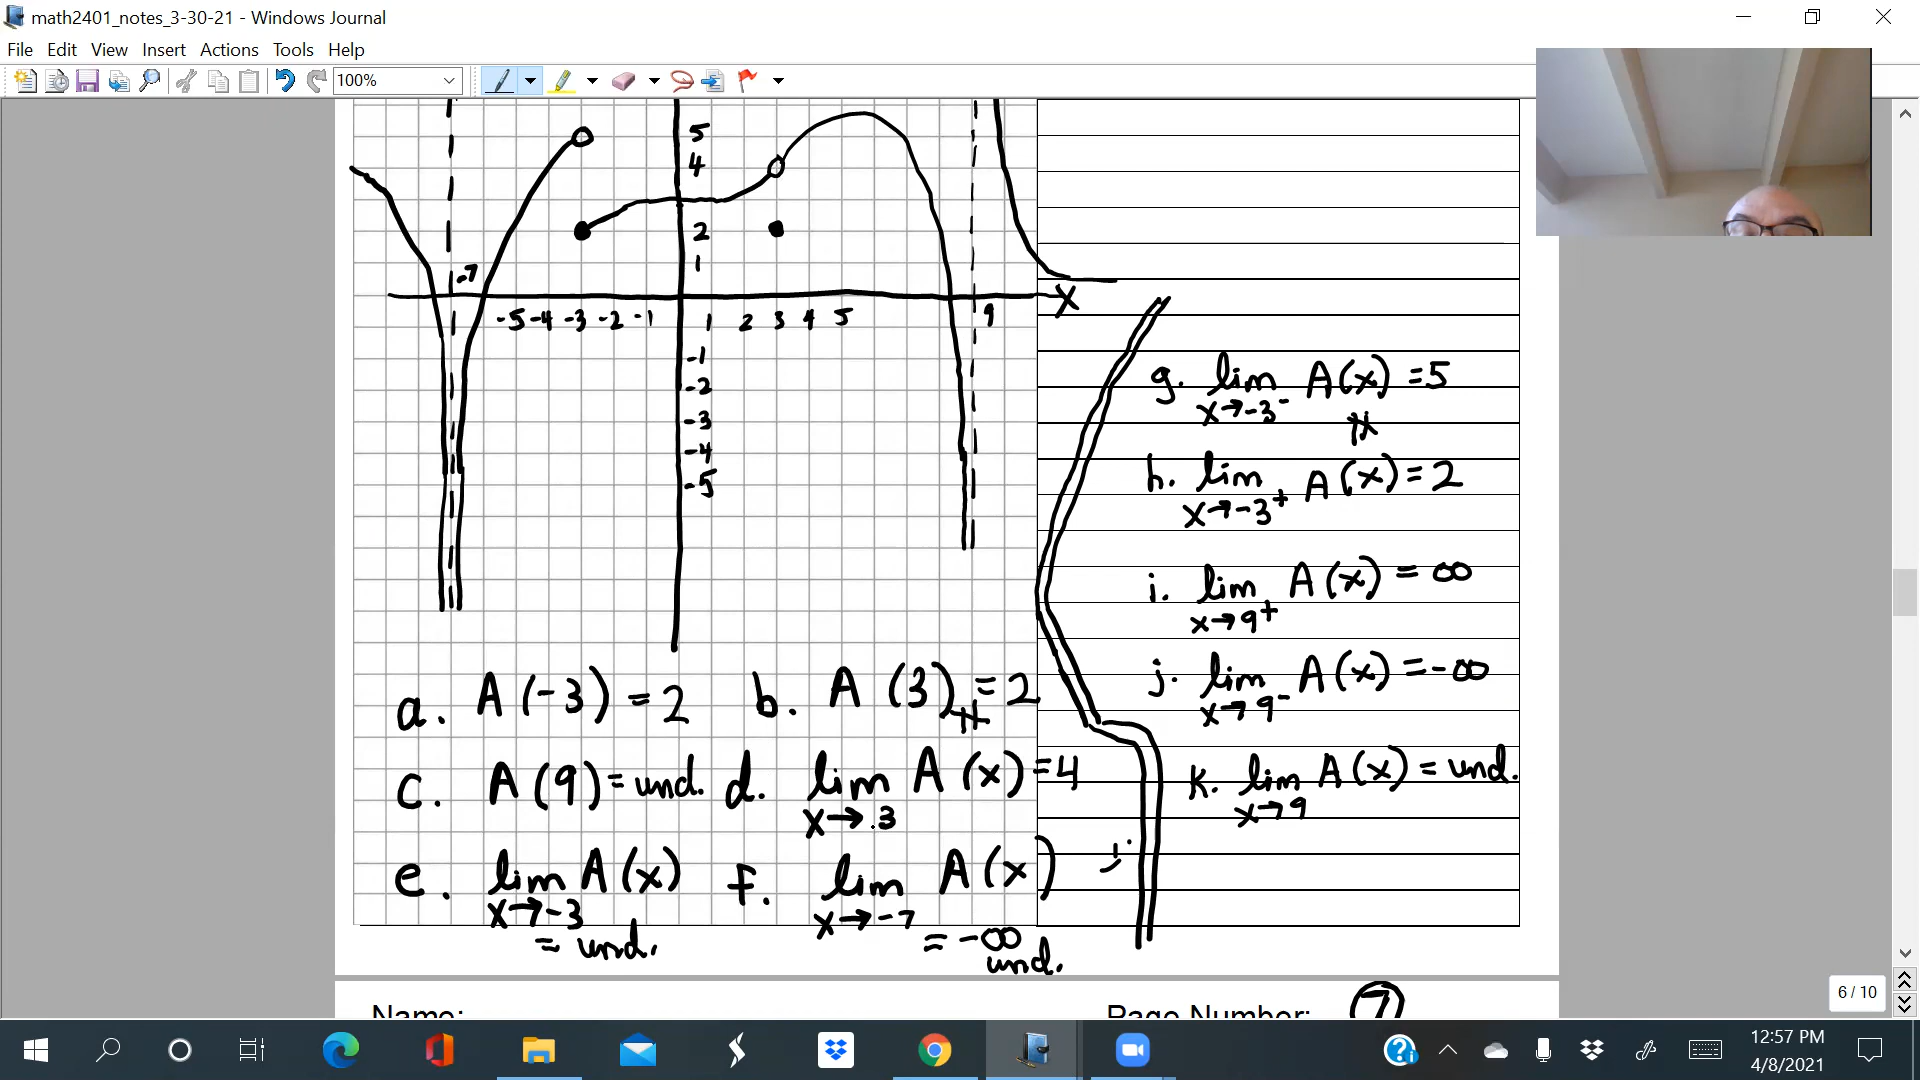 math2401_notes_3-30-21 - Windows Journal
File Edit View Insert Actions Tools Help
100%
5
4
2
1
-7
-5 -4 -3 -2 -1 1 2 3 4 5 9 X
-1
-2
-3
-4
-5
a. A(-3) = 2 b. A(3) = 2
c. A(9) = und. d. lim A(x) = 4
x→3
e. lim A(x) f. lim A(x)
x→-3 x→-7
= und. = -∞
und.
g. lim A(x) = 5
x→-3⁻
h. lim A(x) = 2
x→-3⁺
i. lim A(x) = ∞
x→9⁺
j. lim A(x) = -∞
x→9⁻
K. lim A(x) = und.
x→9
Name: Page Number: 7
6 / 10
12:57 PM
4/8/2021